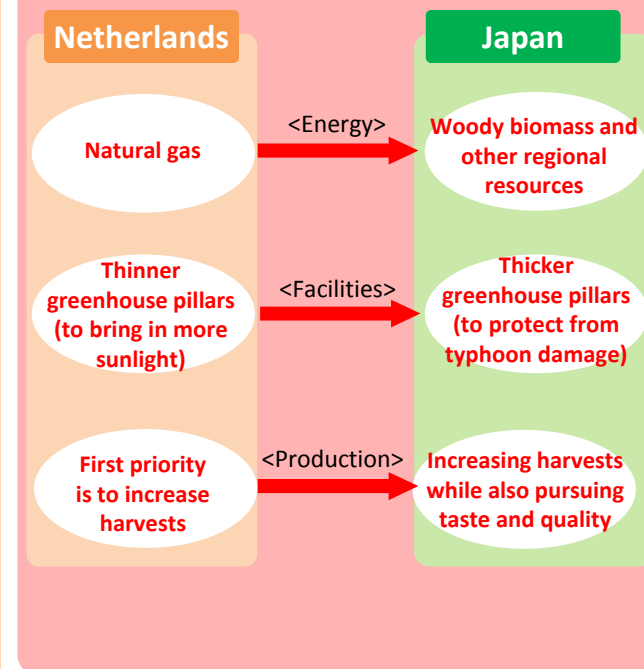 Netherlands
Japan
Natural gas
<Energy>
Woody biomass and
other regional
resources
Thinner
greenhouse pillars
(to bring in more
sunlight)
<Facilities>
Thicker
greenhouse pillars
(to protect from
typhoon damage)
First priority
is to increase
harvests
<Production>
Increasing harvests
while also pursuing
taste and quality